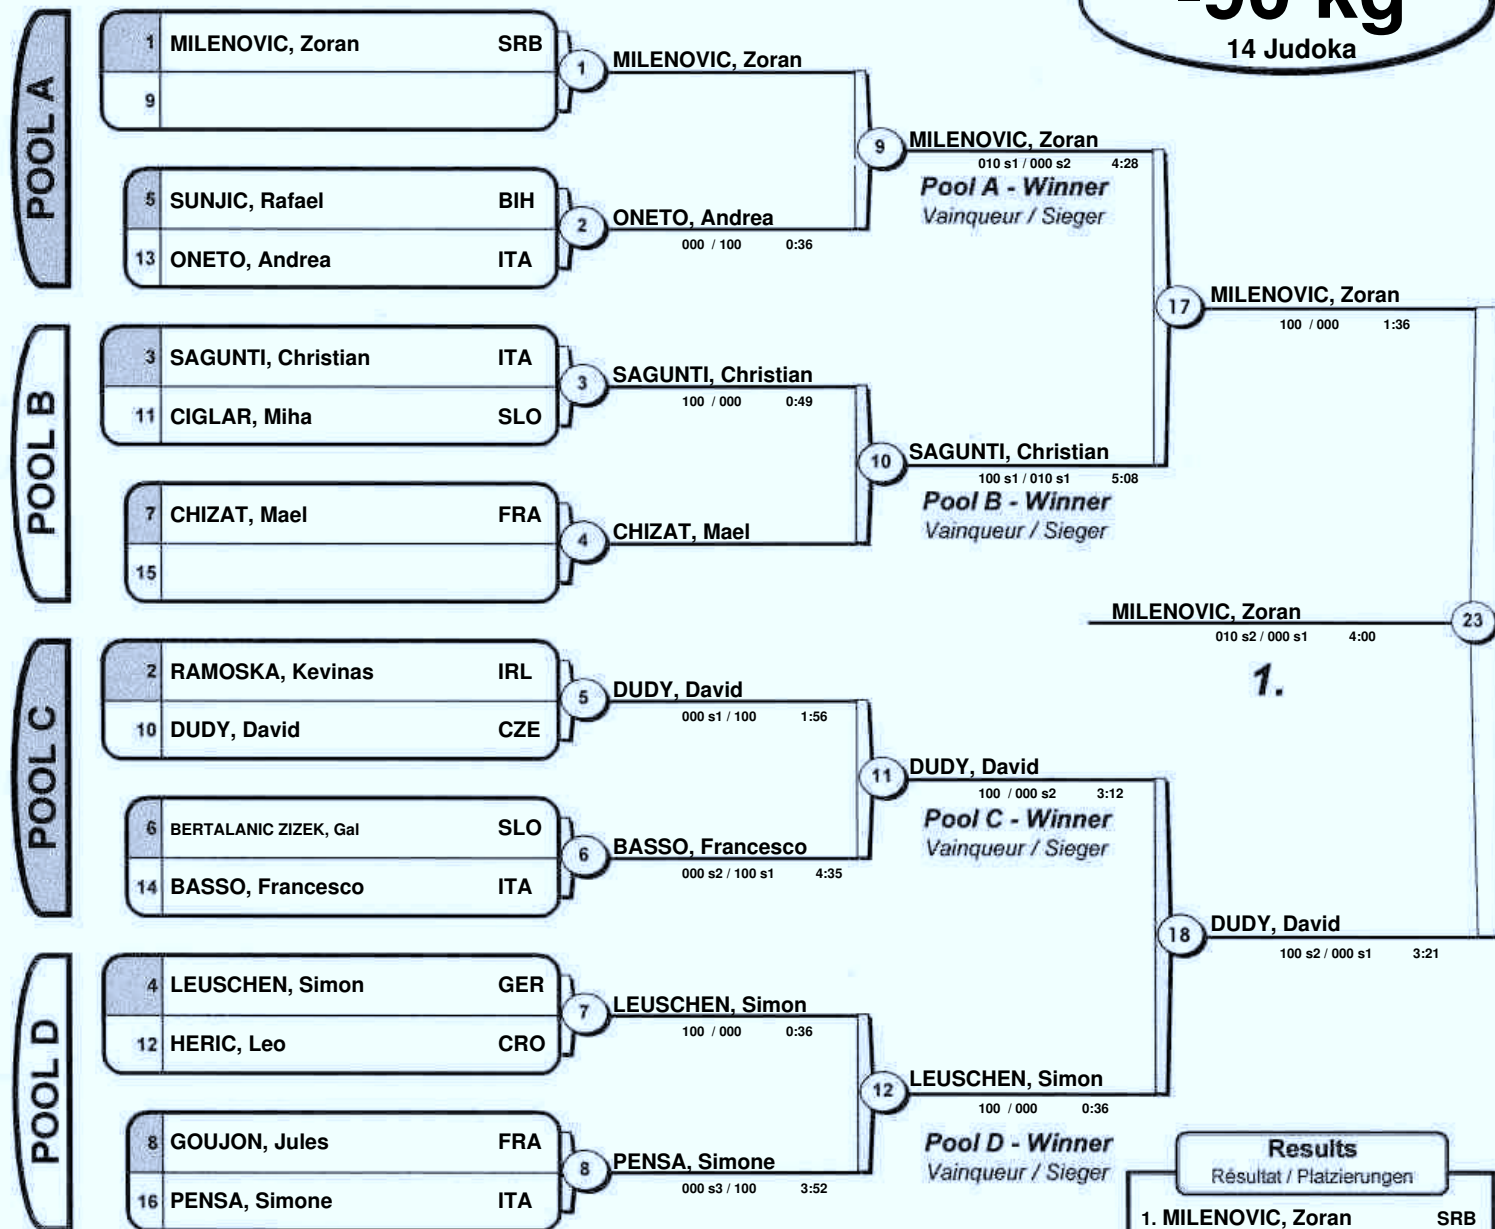 -90 kg
14 Judoka
POOL A
1 MILENOVIC, Zoran SRB
9
1 MILENOVIC, Zoran
5 SUNJIC, Rafael BIH
13 ONETO, Andrea ITA
2 ONETO, Andrea
000 / 100 0:36
9 MILENOVIC, Zoran
010 s1 / 000 s2 4:28
Pool A - Winner
Vainqueur / Sieger
POOL B
3 SAGUNTI, Christian ITA
11 CIGLAR, Miha SLO
3 SAGUNTI, Christian
100 / 000 0:49
7 CHIZAT, Mael FRA
15
4 CHIZAT, Mael
10 SAGUNTI, Christian
100 s1 / 010 s1 5:08
Pool B - Winner
Vainqueur / Sieger
17 MILENOVIC, Zoran
100 / 000 1:36
MILENOVIC, Zoran 23
010 s2 / 000 s1 4:00
1.
POOL C
2 RAMOSKA, Kevinas IRL
10 DUDY, David CZE
5 DUDY, David
000 s1 / 100 1:56
6 BERTALANIC ZIZEK, Gal SLO
14 BASSO, Francesco ITA
6 BASSO, Francesco
000 s2 / 100 s1 4:35
11 DUDY, David
100 / 000 s2 3:12
Pool C - Winner
Vainqueur / Sieger
POOL D
4 LEUSCHEN, Simon GER
12 HERIC, Leo CRO
7 LEUSCHEN, Simon
100 / 000 0:36
8 GOUJON, Jules FRA
16 PENSA, Simone ITA
8 PENSA, Simone
000 s3 / 100 3:52
12 LEUSCHEN, Simon
100 / 000 0:36
Pool D - Winner
Vainqueur / Sieger
18 DUDY, David
100 s2 / 000 s1 3:21
Results
Résultat / Platzierungen
1. MILENOVIC, Zoran SRB